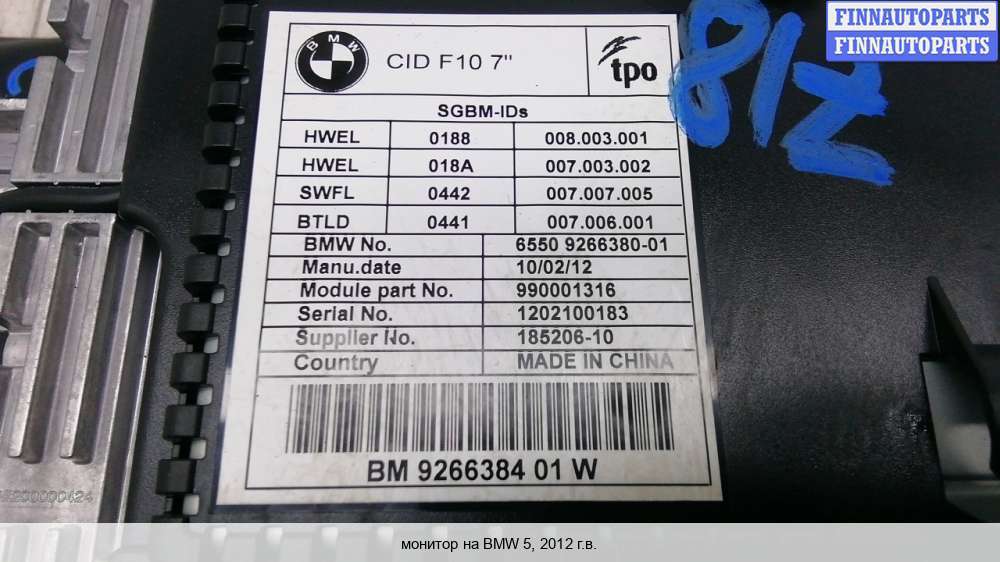 FINNAUTOPARTS
FINNAUTOPARTS
BMW
CID F10 7"
tpo
SGBM-IDs
HWEL 0188 008.003.001
HWEL 018A 007.003.002
SWFL 0442 007.007.005
BTLD 0441 007.006.001
BMW No. 6550 9266380-01
Manu.date 10/02/12
Module part No. 990001316
Serial No. 1202100183
Supplier No. 185206-10
Country MADE IN CHINA
BM 9266384 01 W
монитор на BMW 5, 2012 г.в.